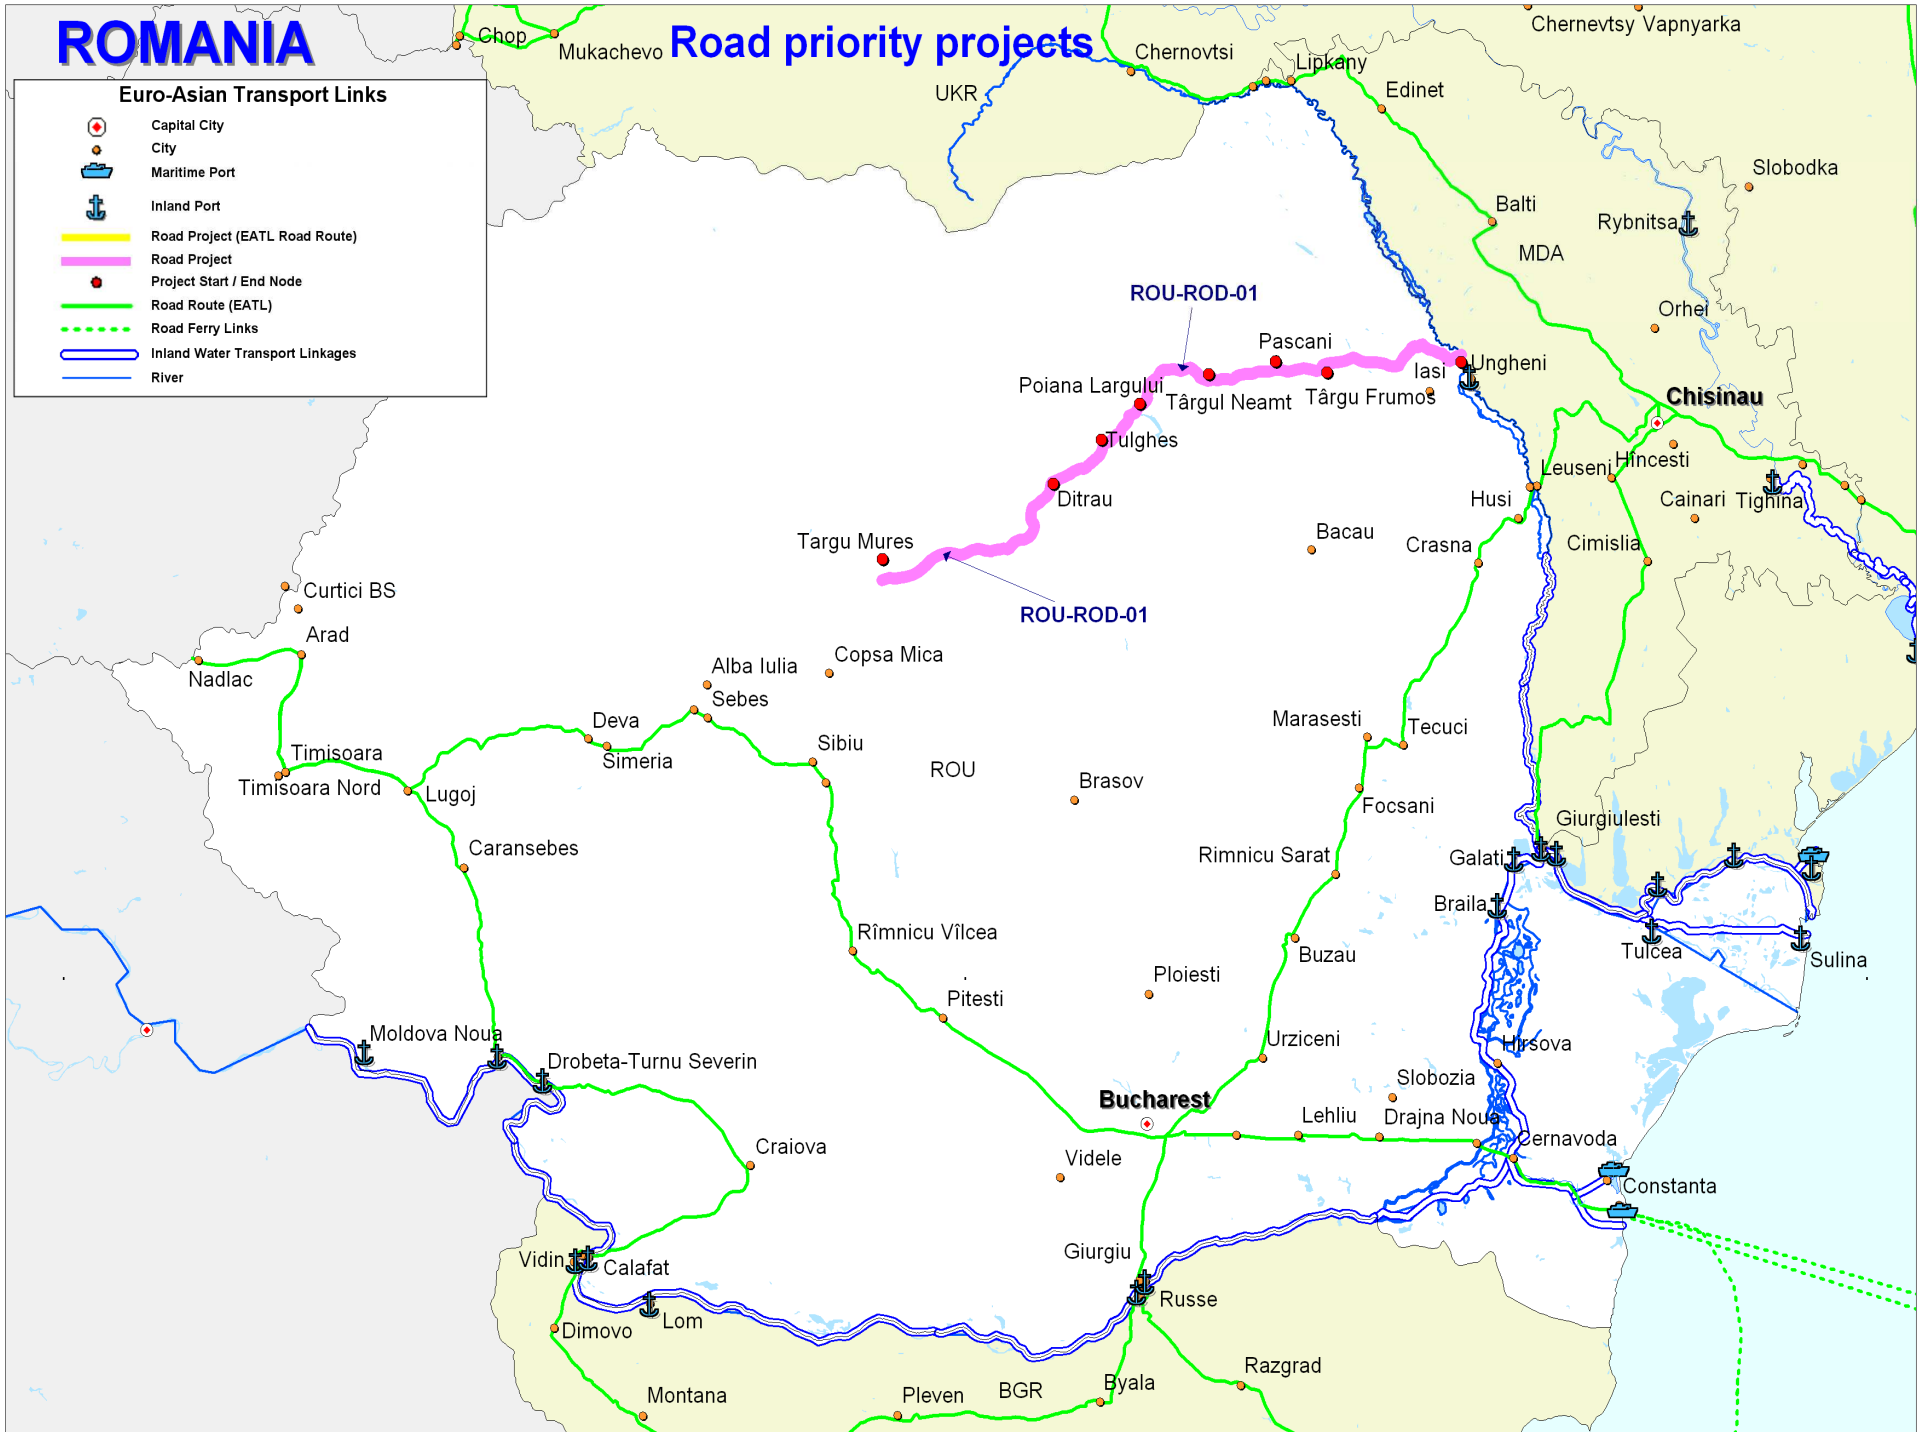 ROMANIA
Road priority projects
Euro-Asian Transport Links
Capital City
City
Maritime Port
Inland Port
Road Project (EATL Road Route)
Road Project
Project Start / End Node
Road Route (EATL)
Road Ferry Links
Inland Water Transport Linkages
River
Chop
Mukachevo
Chernovtsi
Lipkany
Chernevtsy
Vapnyarka
UKR
Edinet
Slobodka
Balti
Rybnitsa
MDA
ROU-ROD-01
Orhei
Pascani
Iasi
Ungheni
Poiana Largului
Târgul Neamt
Târgu Frumos
Chisinau
Tulghes
Leuseni
Hîncesti
Ditrau
Husi
Cainari
Tighina
Targu Mures
Bacau
Crasna
Cimislia
Curtici BS
ROU-ROD-01
Arad
Copsa Mica
Alba Iulia
Nadlac
Sebes
Deva
Marasesti
Tecuci
Sibiu
Timisoara
Simeria
ROU
Timisoara Nord
Lugoj
Brasov
Focsani
Giurgiulesti
Caransebes
Rimnicu Sarat
Galati
Braila
Rîmnicu Vîlcea
Buzau
Tulcea
Sulina
Ploiesti
Pitesti
Moldova Noua
Urziceni
Hirsova
Drobeta-Turnu Severin
Slobozia
Bucharest
Lehliu
Drajna Noua
Cernavoda
Craiova
Videle
Constanta
Vidin
Calafat
Giurgiu
Russe
Lom
Dimovo
Razgrad
Montana
Pleven
BGR
Byala